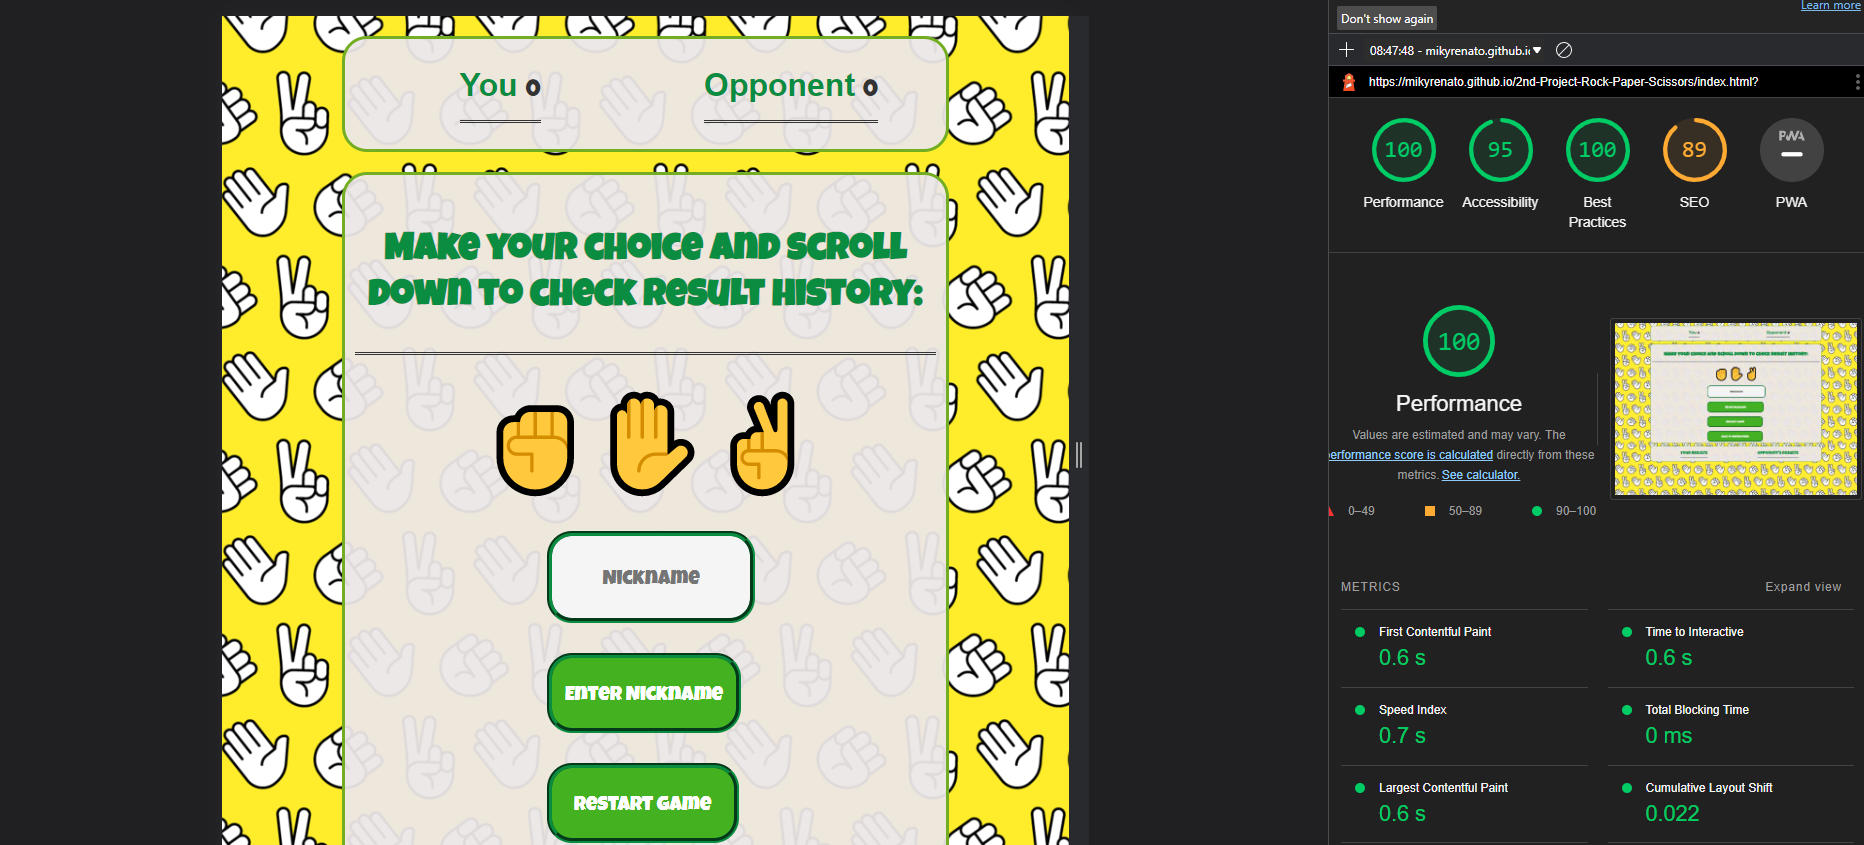 You 0
Opponent 0
Make your choice and scroll
down to check result history:
Nickname
Enter Nickname
Restart Game
Learn more
Don't show again
08:47:48 - mikyrenato.github.i
https://mikyrenato.github.io/2nd-Project-Rock-Paper-Scissors/index.html?
100
95
100
89
PWA
Performance
Accessibility
Best
Practices
SEO
PWA
100
Performance
Values are estimated and may vary. The
performance score is calculated directly from these
metrics. See calculator.
0–49
50–89
90–100
METRICS
Expand view
First Contentful Paint
0.6 s
Time to Interactive
0.6 s
Speed Index
0.7 s
Total Blocking Time
0 ms
Largest Contentful Paint
0.6 s
Cumulative Layout Shift
0.022